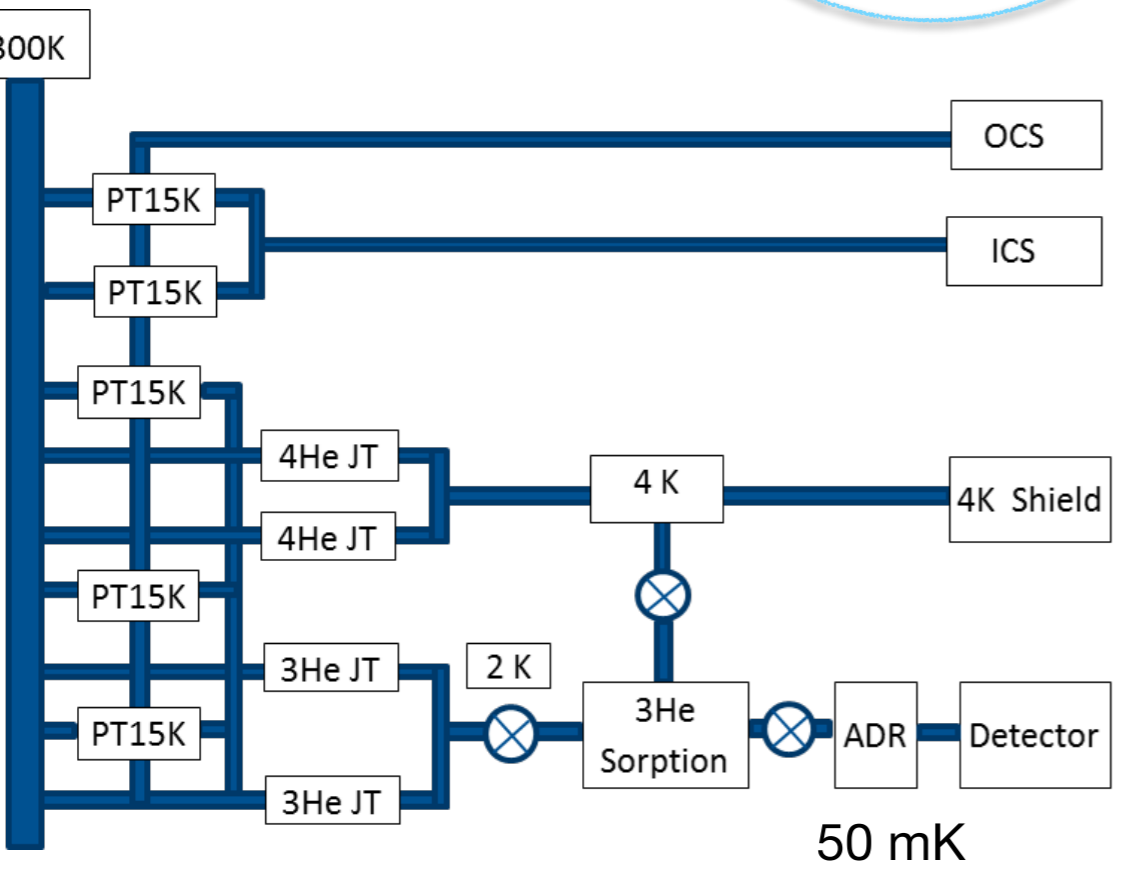 300K
OCS
PT15K
ICS
PT15K
PT15K
4He JT
4 K
4K Shield
4He JT
PT15K
3He JT
2 K
3He
Sorption
PT15K
ADR
Detector
3He JT
50 mK